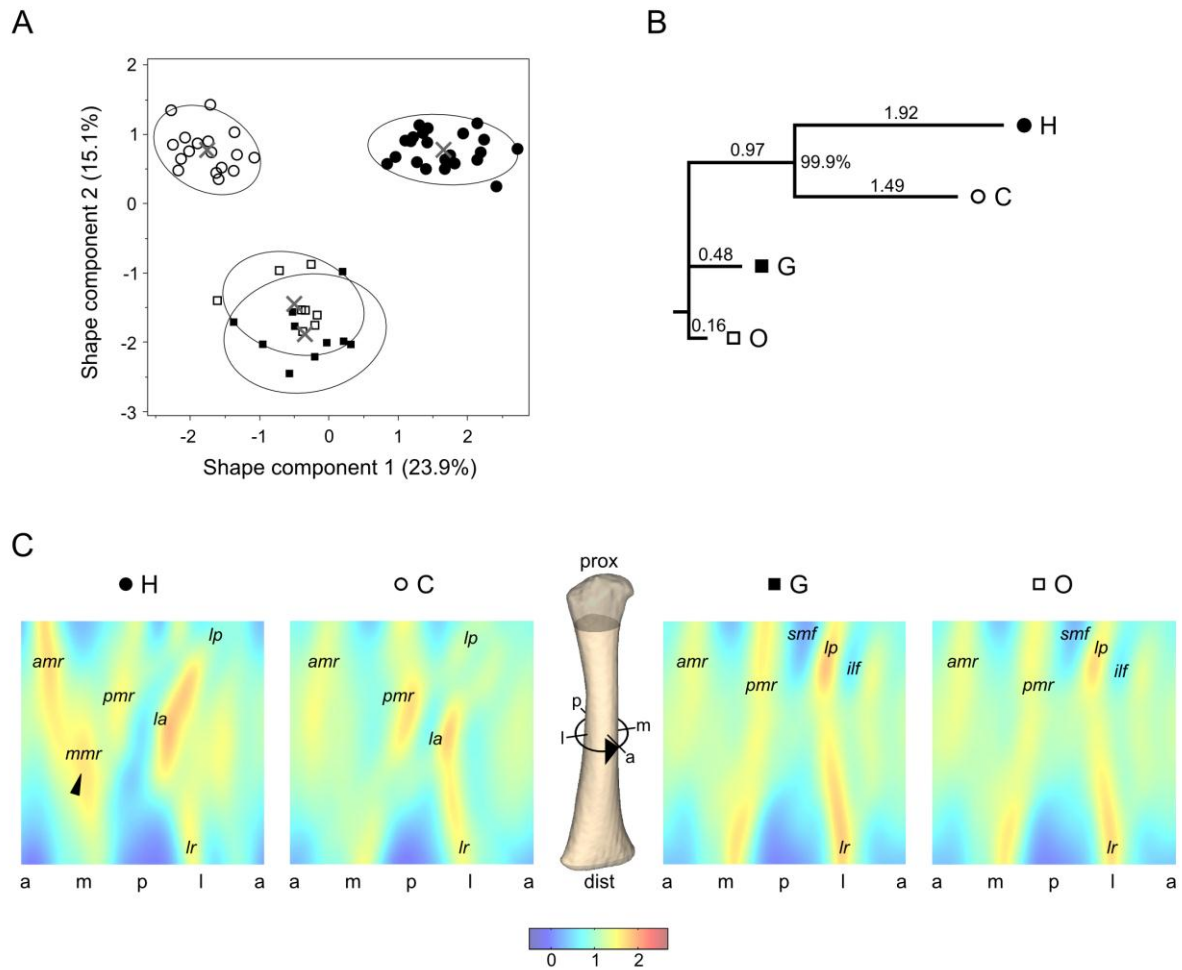 A
B
2
1
0
-1
-2
-3
Shape component 2 (15.1%)
-2 -1 0 1 2
Shape component 1 (23.9%)
1.92
H
0.97
99.9%
1.49
C
0.48
G
0.16
O
C
H
C
prox
G
O
amr
pmr
lp
la
mmr
lr
a m p l a
lp
pmr
la
lr
a m p l a
p
l
m
a
dist
smf
lp
ilf
amr
pmr
lr
a m p l a
smf
lp
ilf
amr
pmr
lr
a m p l a
0 1 2